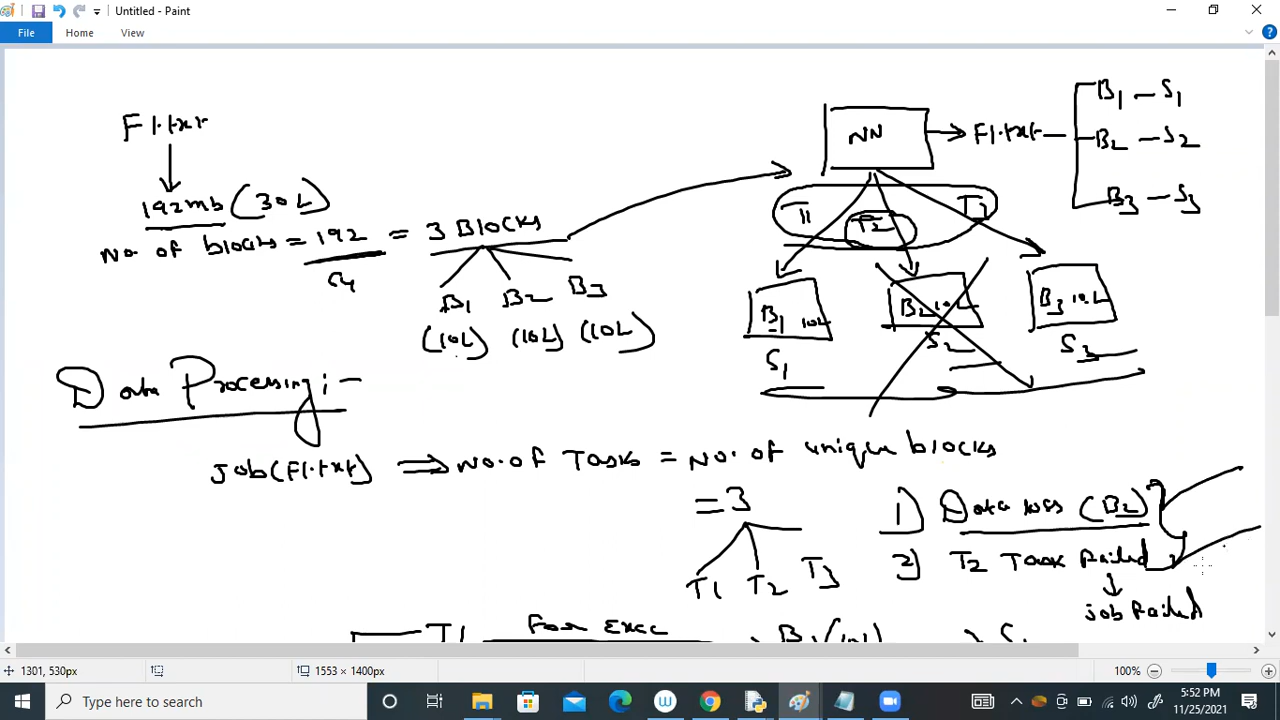 Untitled - Paint
File Home View
F1.txt
192mb (30L)
No. of blocks = 192 = 3 Blocks
64
B1 B2 B3
(10L) (10L) (10L)
NN
F1.txt
B1 - S1
B2 - S2
B3 - S3
T1 T2 T3
B1 10L
B2 10L
B3 10L
S1
S2
S3
Data Processing :-
job(F1.txt) ⇒ No. of Tasks = No. of unique blocks
= 3
T1 T2 T3
1) Data loss (B2)
2) T2 Task failed
job failed
T1 For Exec
1301, 530px
1553 × 1400px
100%
Type here to search
5:52 PM
11/25/2021